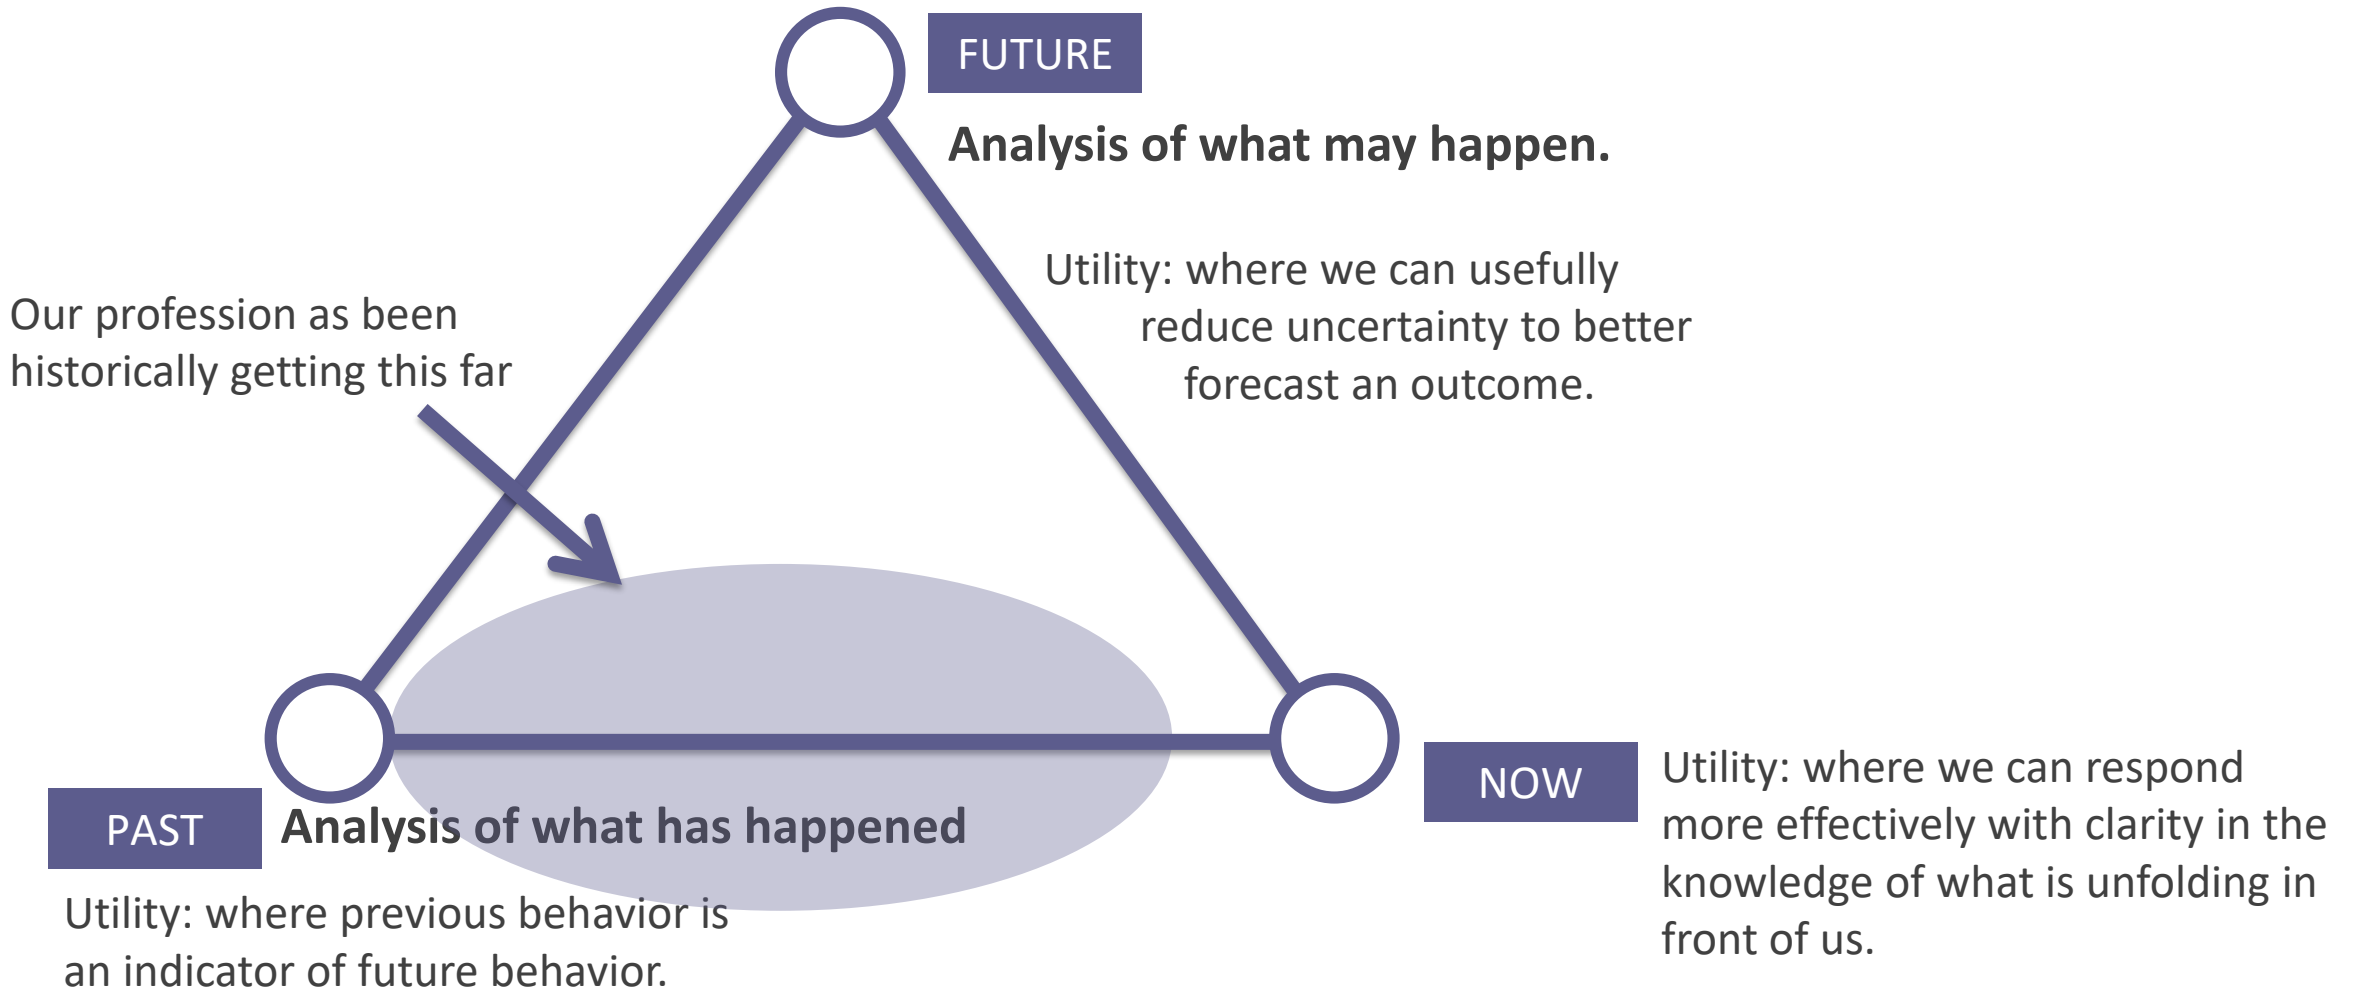 FUTURE
Analysis of what may happen.
Utility: where we can usefully
reduce uncertainty to better
forecast an outcome.
Our profession as been
historically getting this far
PAST
Analysis of what has happened
Utility: where previous behavior is
an indicator of future behavior.
NOW
Utility: where we can respond
more effectively with clarity in the
knowledge of what is unfolding in
front of us.